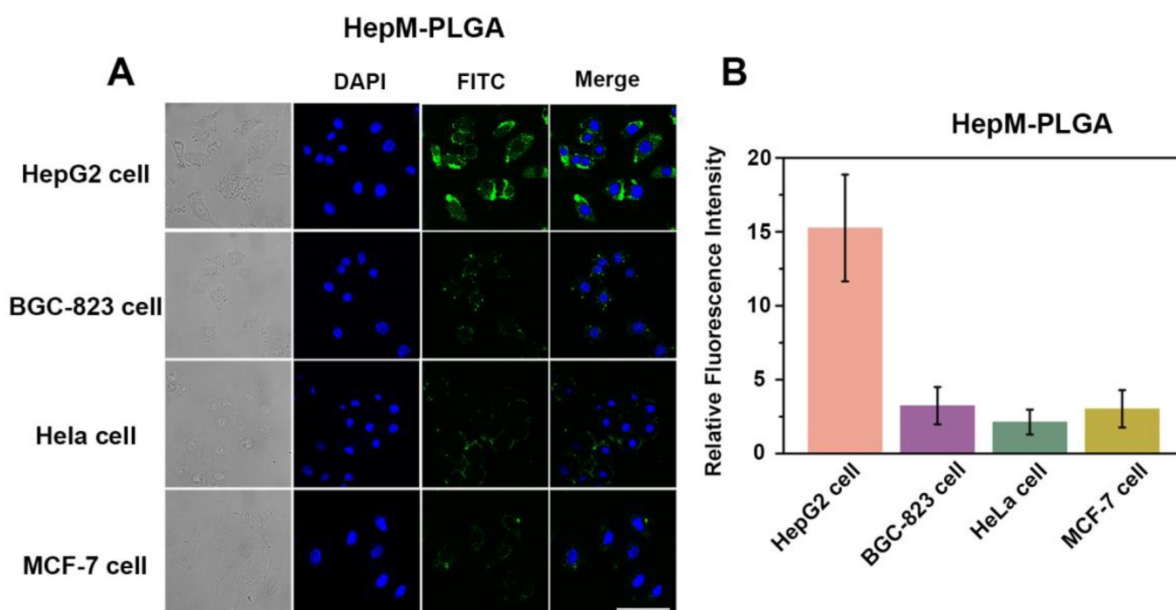 HepM-PLGA
A
DAPI FITC Merge
HepG2 cell
BGC-823 cell
Hela cell
MCF-7 cell
B
HepM-PLGA
Relative Fluorescence Intensity
20
15
10
5
0
HepG2 cell
BGC-823 cell
HeLa cell
MCF-7 cell